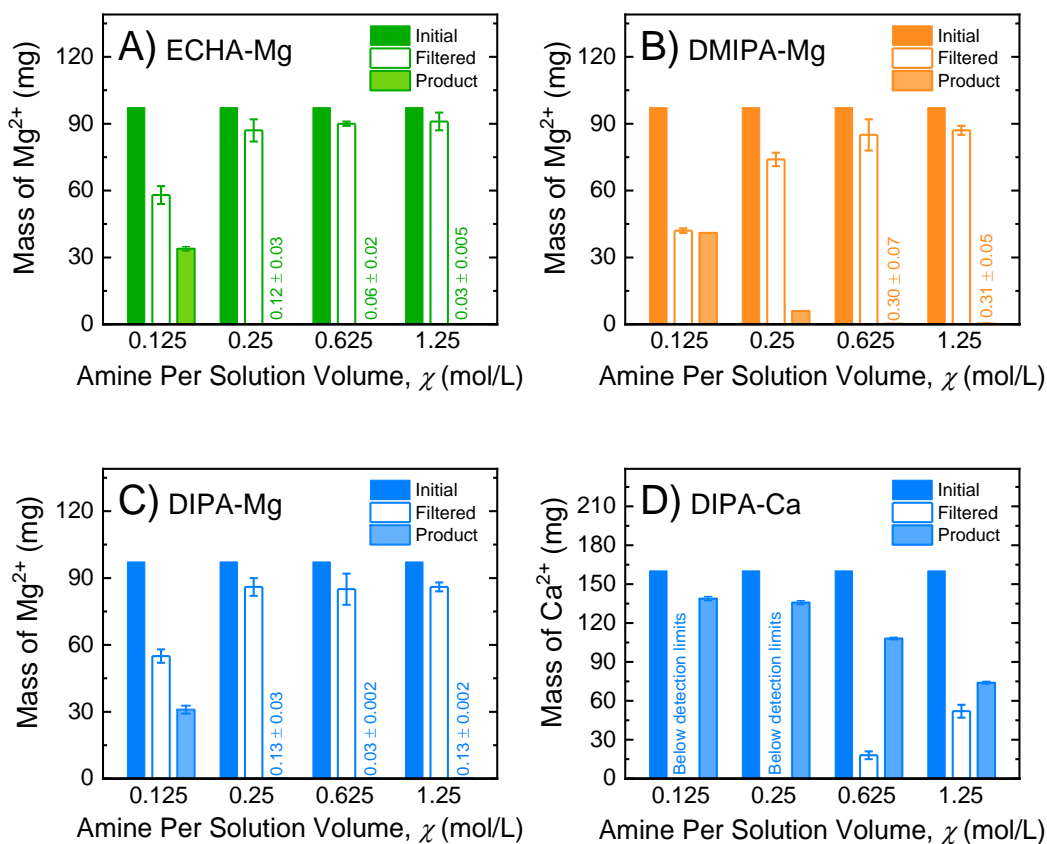 A) ECHA-Mg
Initial
Filtered
Product
Mass of Mg2+ (mg)
120
90
60
30
0
0.12 ± 0.03
0.06 ± 0.02
0.03 ± 0.005
0.125 0.25 0.625 1.25
Amine Per Solution Volume, χ (mol/L)
B) DMIPA-Mg
Initial
Filtered
Product
Mass of Mg2+ (mg)
120
90
60
30
0
0.30 ± 0.07
0.31 ± 0.05
0.125 0.25 0.625 1.25
Amine Per Solution Volume, χ (mol/L)
C) DIPA-Mg
Initial
Filtered
Product
Mass of Mg2+ (mg)
120
90
60
30
0
0.13 ± 0.03
0.03 ± 0.002
0.13 ± 0.002
0.125 0.25 0.625 1.25
Amine Per Solution Volume, χ (mol/L)
D) DIPA-Ca
Initial
Filtered
Product
Mass of Ca2+ (mg)
210
180
150
120
90
60
30
0
Below detection limits
Below detection limits
0.125 0.25 0.625 1.25
Amine Per Solution Volume, χ (mol/L)